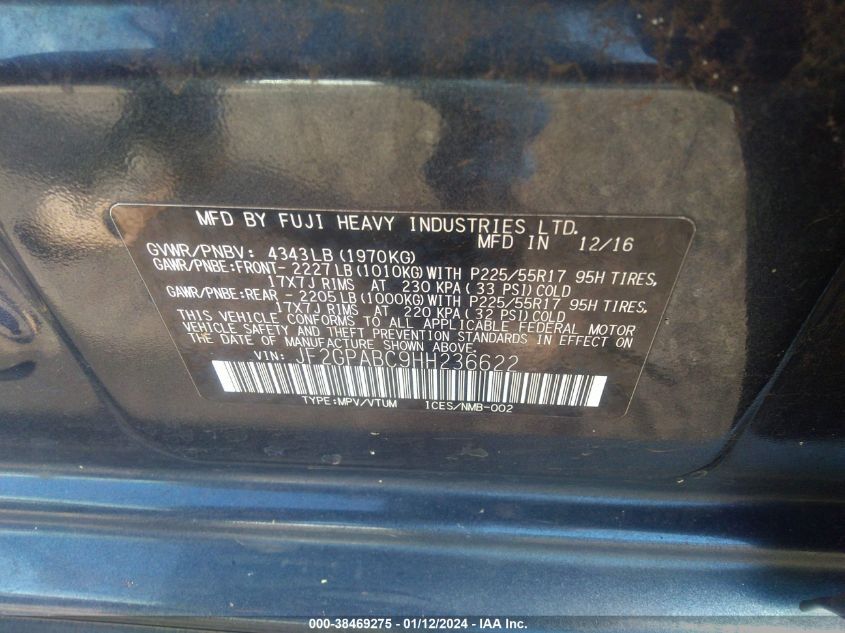 MFD BY FUJI HEAVY INDUSTRIES LTD.
MFD IN 12/16
GVWR/PNBV: 4343LB (1970KG)
GAWR/PNBE:FRONT- 2227LB (1010KG) WITH P225/55R17 95H TIRES,
17X7J RIMS AT 230 KPA (33 PSI) COLD
GAWR/PNBE:REAR - 2205LB (1000KG) WITH P225/55R17 95H TIRES,
17X7J RIMS AT 220 KPA (32 PSI) COLD
THIS VEHICLE CONFORMS TO ALL APPLICABLE FEDERAL MOTOR
VEHICLE SAFETY AND THEFT PREVENTION STANDARDS IN EFFECT ON
THE DATE OF MANUFACTURE SHOWN ABOVE.
VIN: JF2GPABC9HH236622
TYPE:MPV/VTUM ICES/NMB-002
000-38469275 - 01/12/2024 - IAA Inc.